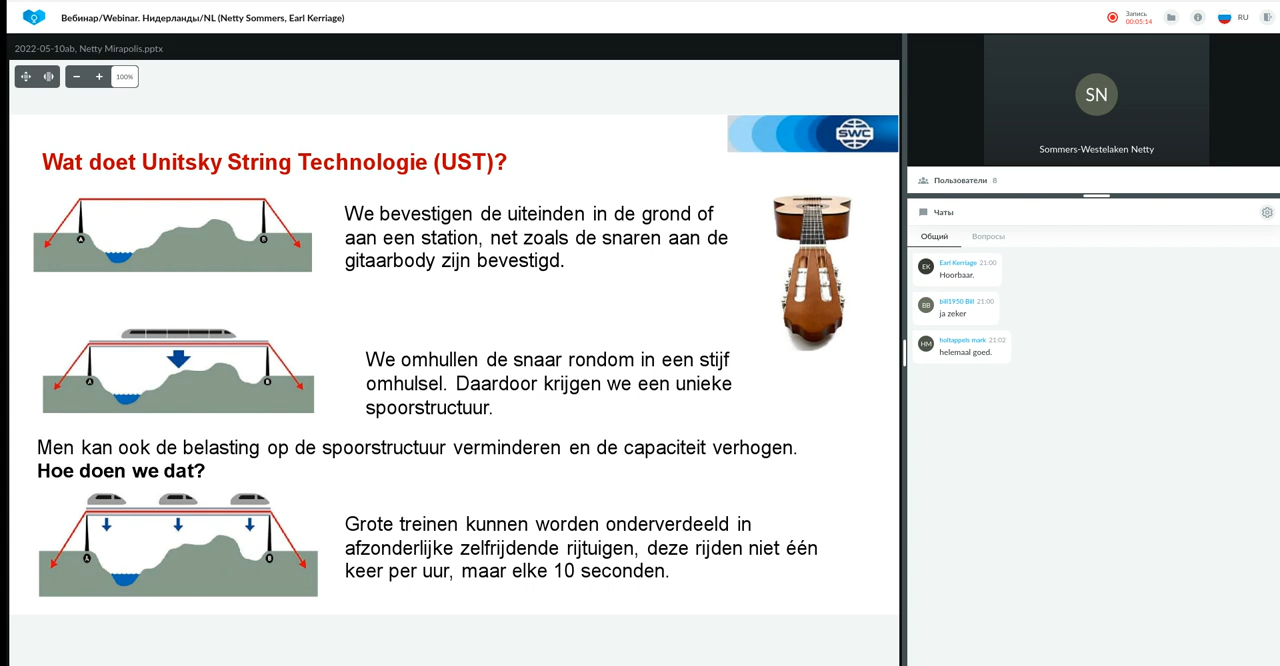 Вебинар/Webinar. Нидерланды/NL (Netty Sommers, Earl Kerriage)
Запись
00:05:14
RU
2022-05-10ab, Netty Mirapolis.pptx
100%
SWC
Wat doet Unitsky String Technologie (UST)?
A
B
We bevestigen de uiteinden in de grond of
aan een station, net zoals de snaren aan de
gitaarbody zijn bevestigd.
A
B
We omhullen de snaar rondom in een stijf
omhulsel. Daardoor krijgen we een unieke
spoorstructuur.
Men kan ook de belasting op de spoorstructuur verminderen en de capaciteit verhogen.
Hoe doen we dat?
A
B
Grote treinen kunnen worden onderverdeeld in
afzonderlijke zelfrijdende rijtuigen, deze rijden niet één
keer per uur, maar elke 10 seconden.
SN
Sommers-Westelaken Netty
Пользователи 8
Чаты
Общий Вопросы
EK
Earl Kerriage 21:00
Hoorbaar.
BB
bill1950 Bill 21:00
ja zeker
HM
holtappels mark 21:02
helemaal goed.